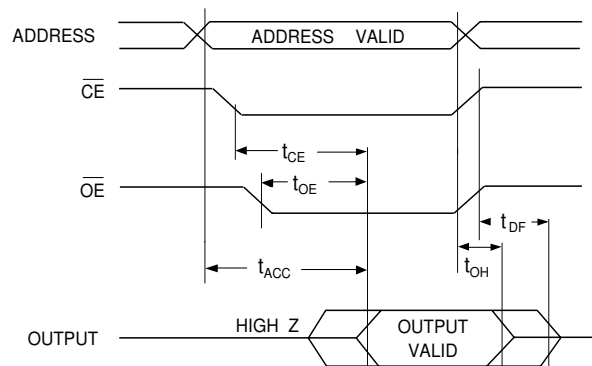 ADDRESS
ADDRESS VALID
CE
tCE
tOE
OE
tDF
tACC
tOH
HIGH Z
OUTPUT
OUTPUT
VALID